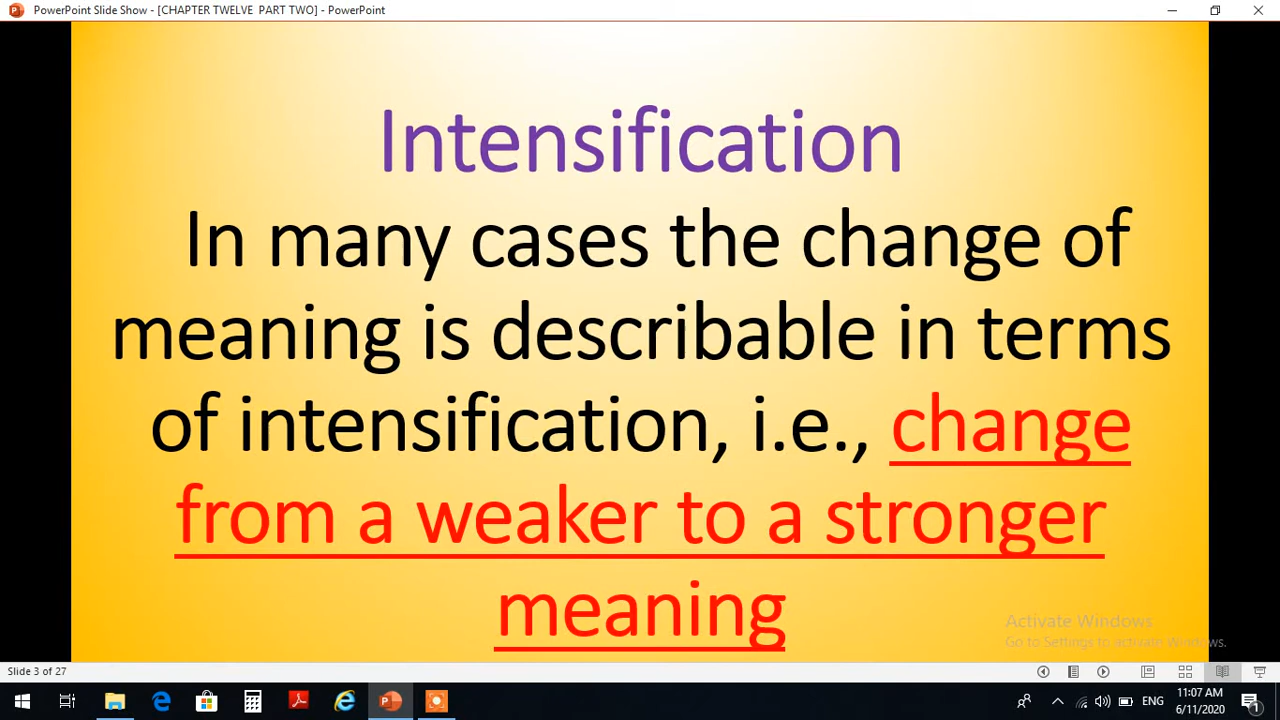 PowerPoint Slide Show - [CHAPTER TWELVE  PART TWO] - PowerPoint
Intensification
In many cases the change of
meaning is describable in terms
of intensification, i.e., change
from a weaker to a stronger
meaning
Activate Windows
Go to Settings to activate Windows.
Slide 3 of 27
ENG
11:07 AM
6/11/2020
1